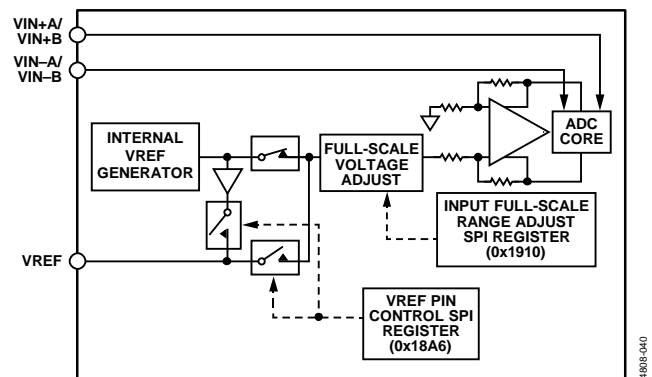 VIN+A/
VIN+B
VIN–A/
VIN–B
INTERNAL
VREF
GENERATOR
FULL-SCALE
VOLTAGE
ADJUST
ADC
CORE
INPUT FULL-SCALE
RANGE ADJUST
SPI REGISTER
(0x1910)
VREF
VREF PIN
CONTROL SPI
REGISTER
(0x18A6)
4808-040